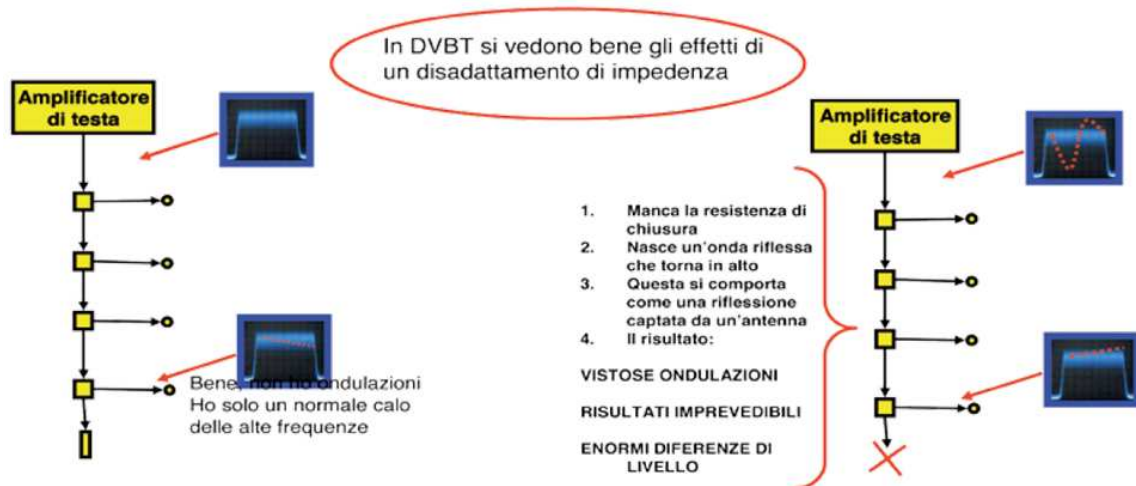 In DVBT si vedono bene gli effetti di
un disadattamento di impedenza
Amplificatore
di testa
Bene, non ho ondulazioni
Ho solo un normale calo
delle alte frequenze
Amplificatore
di testa
1. Manca la resistenza di
chiusura
2. Nasce un'onda riflessa
che torna in alto
3. Questa si comporta
come una riflessione
captata da un'antenna
4. Il risultato:
VISTOSE ONDULAZIONI
RISULTATI IMPREVEDIBILI
ENORMI DIFERENZE DI
LIVELLO